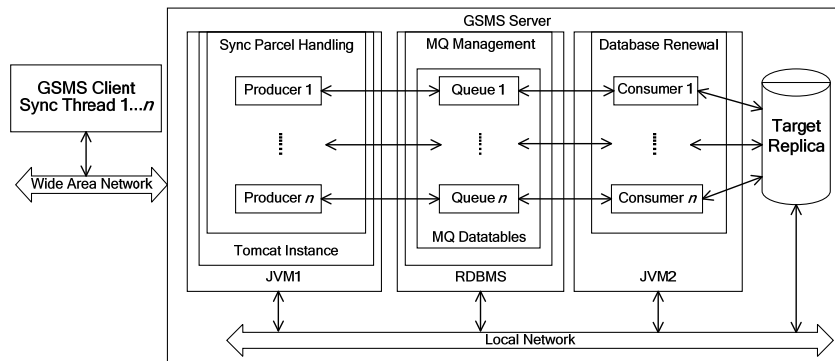 GSMS Server
GSMS Client
Sync Thread 1...n
Wide Area Network
Sync Parcel Handling
Producer 1
Producer n
Tomcat Instance
JVM1
MQ Management
Queue 1
Queue n
MQ Datatables
RDBMS
Database Renewal
Consumer 1
Consumer n
JVM2
Target
Replica
Local Network